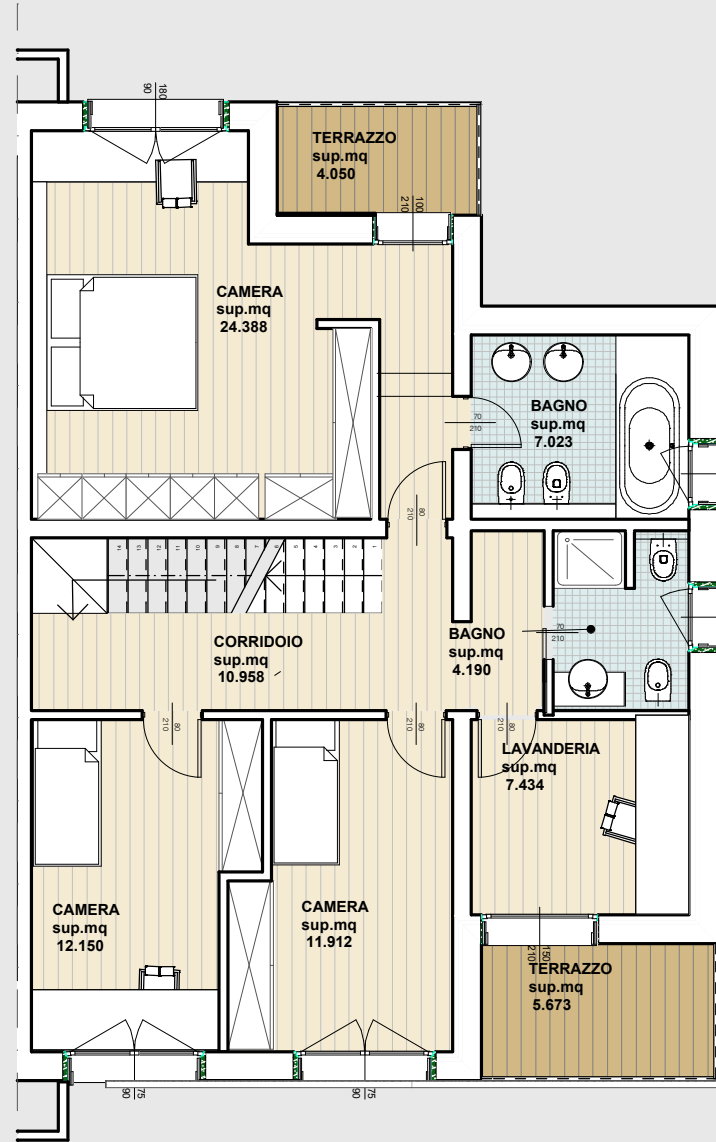 180
90
TERRAZZO
sup.mq
4.050
100
210
CAMERA
sup.mq
24.388
BAGNO
sup.mq
7.023
70
210
80
210
14
13
12
11
10
9
8
7
6
5
4
3
2
1
CORRIDOIO
sup.mq
10.958
BAGNO
sup.mq
4.190
70
210
80
210
80
210
80
210
LAVANDERIA
sup.mq
7.434
CAMERA
sup.mq
12.150
CAMERA
sup.mq
11.912
150
210
TERRAZZO
sup.mq
5.673
75
90
75
90